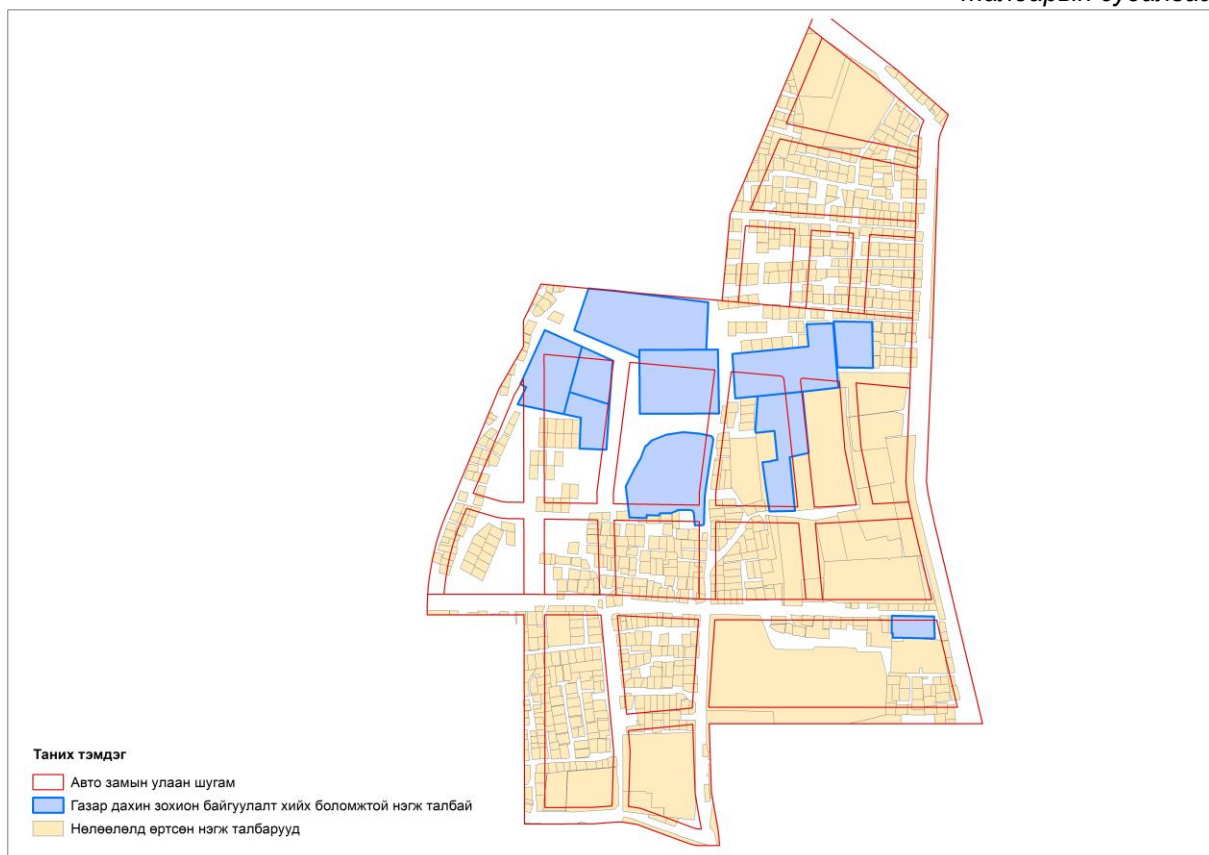 Таних тэмдэг
Авто замын улаан шугам
Газар дахин зохион байгуулалт хийх боломжтой нэгж талбай
Нөлөөлөлд өртсөн нэгж талбарууд